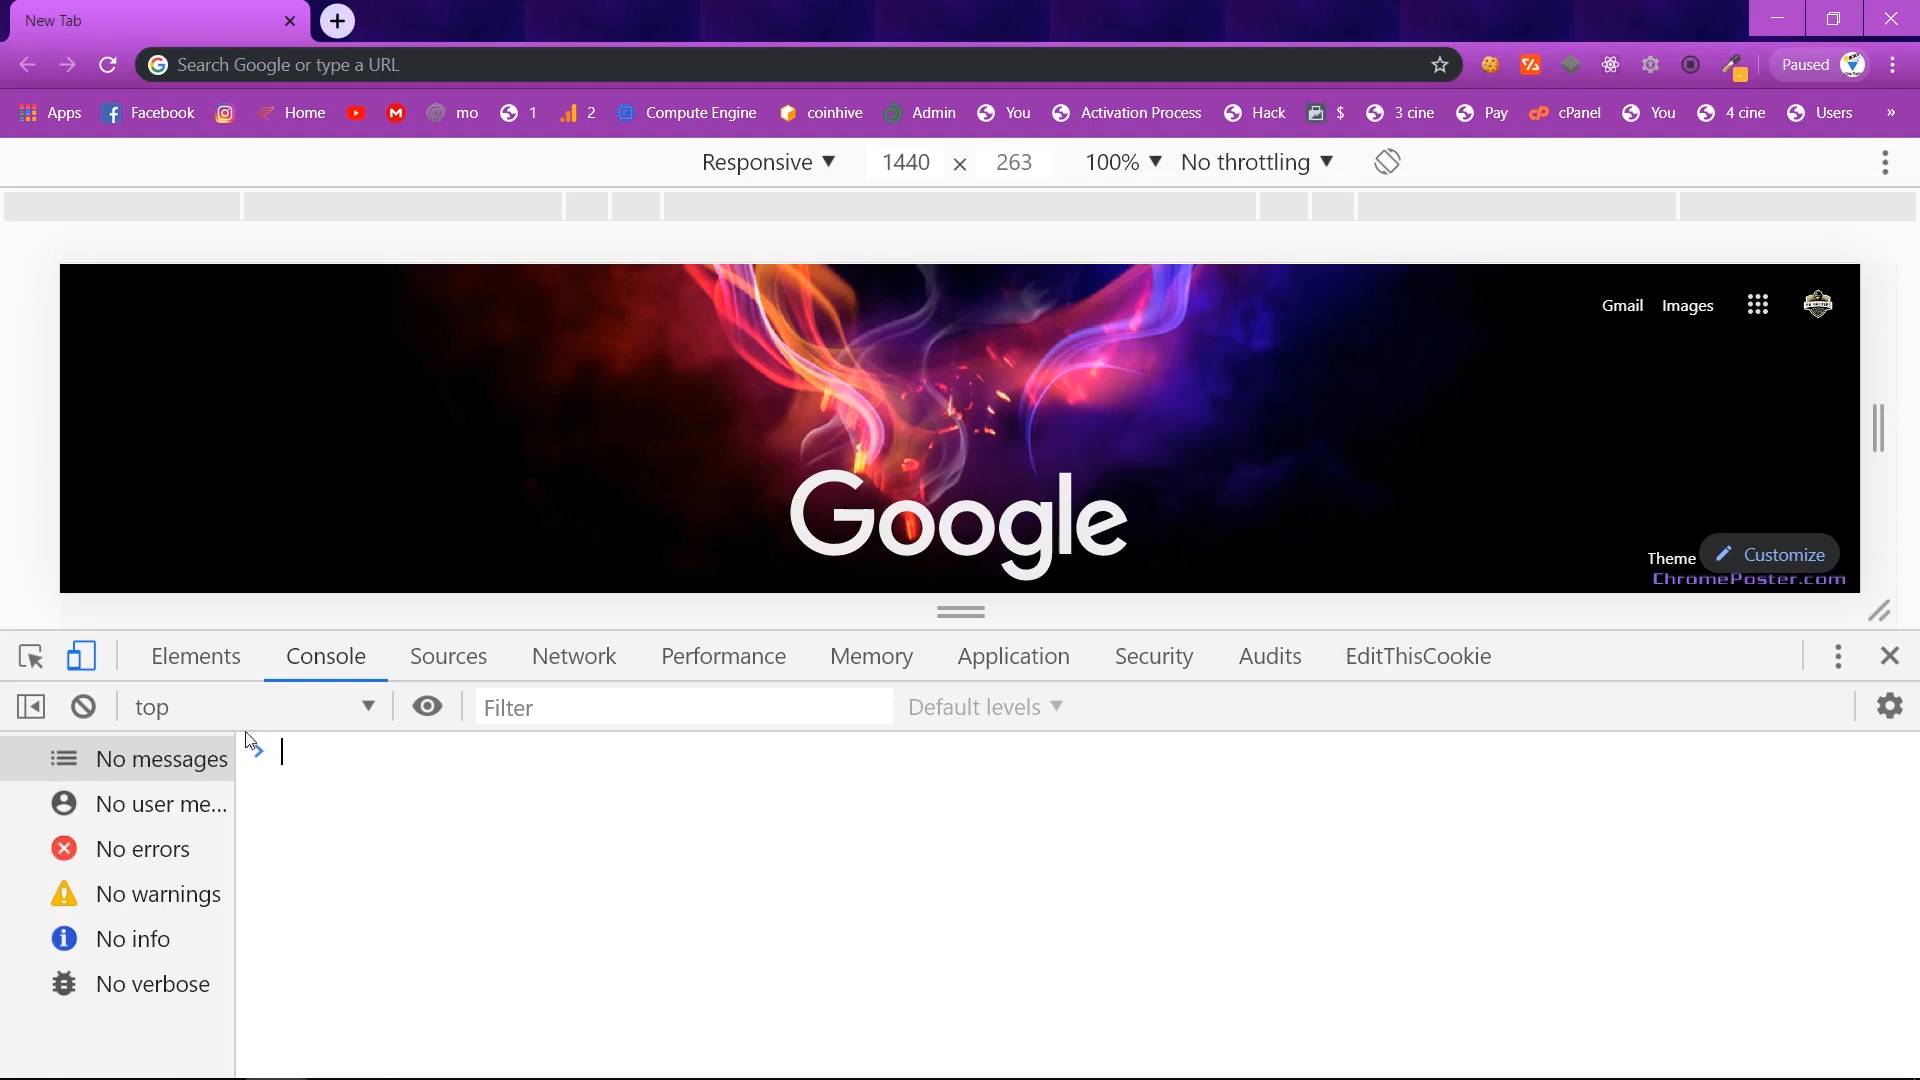 New Tab
Search Google or type a URL
Paused
Apps Facebook Home mo 1 2 Compute Engine coinhive Admin You Activation Process Hack $ 3 cine Pay cPanel You 4 cine Users »
Responsive 1440 × 263 100% No throttling
Gmail Images
Google
Theme Customize
ChromePoster.com
Elements Console Sources Network Performance Memory Application Security Audits EditThisCookie
top Filter Default levels
No messages
No user me...
No errors
No warnings
No info
No verbose